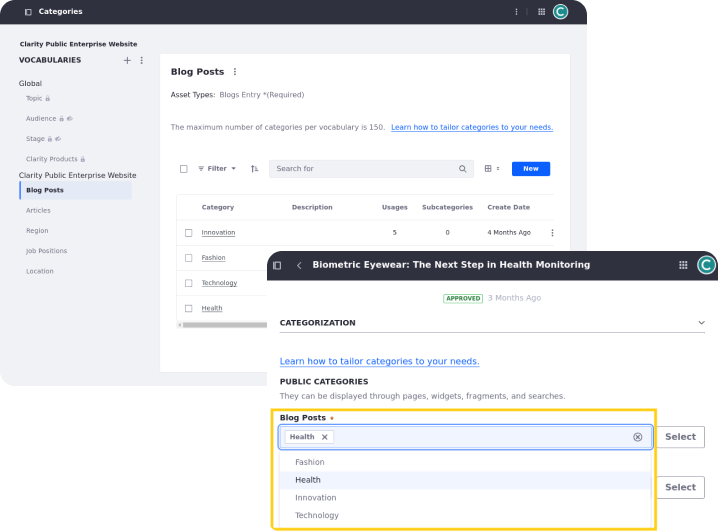 Categories
C
Clarity Public Enterprise Website
VOCABULARIES
Global
Topic
Audience
Stage
Clarity Products
Clarity Public Enterprise Website
Blog Posts
Articles
Region
Job Positions
Location
Blog Posts
Asset Types: Blogs Entry *(Required)
The maximum number of categories per vocabulary is 150. Learn how to tailor categories to your needs.
Filter
Search for
New
Category Description Usages Subcategories Create Date
Innovation 5 0 4 Months Ago
Fashion
Technology
Health
Biometric Eyewear: The Next Step in Health Monitoring
C
APPROVED 3 Months Ago
CATEGORIZATION
Learn how to tailor categories to your needs.
PUBLIC CATEGORIES
They can be displayed through pages, widgets, fragments, and searches.
Blog Posts *
Health X
Select
Fashion
Health
Select
Innovation
Technology